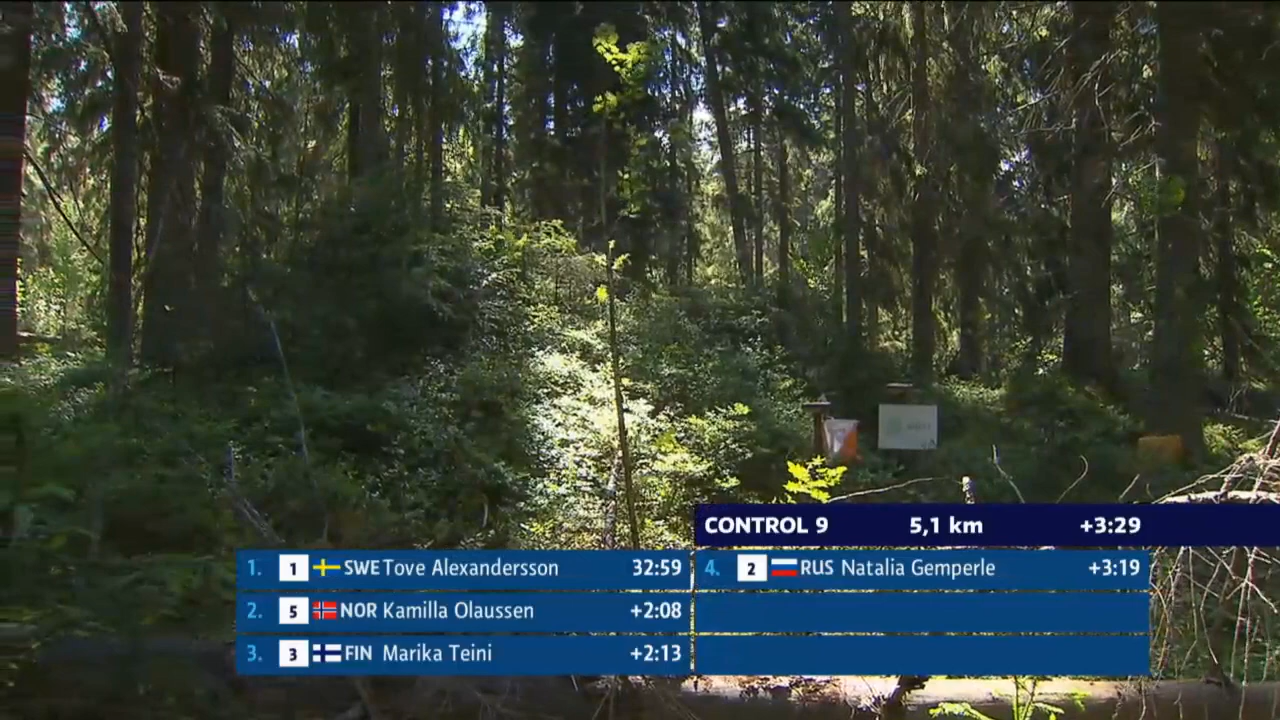 CONTROL 9 5,1 km +3:29
1. 1 SWE Tove Alexandersson 32:59
2. 5 NOR Kamilla Olaussen +2:08
3. 3 FIN Marika Teini +2:13
4. 2 RUS Natalia Gemperle +3:19